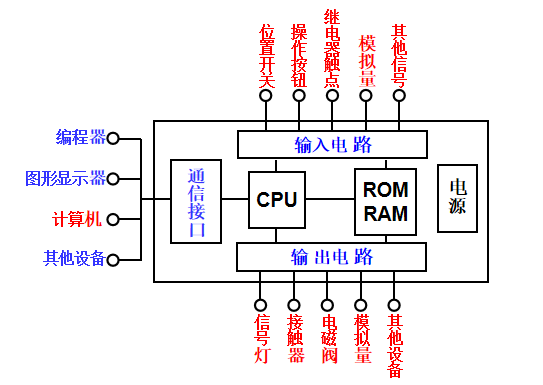 位置开关
操作按钮
继电器触点
模拟量
其他信号
编程器
图形显示器
计算机
其他设备
输入电路
通信接口
CPU
ROM
RAM
电源
输出电路
信号灯
接触器
电磁阀
模拟量
其他设备